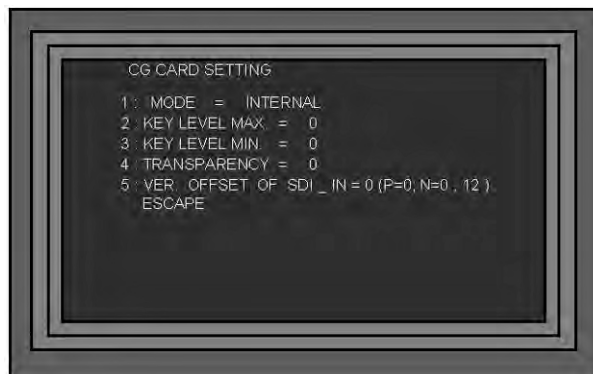 CG CARD SETTING
1 : MODE = INTERNAL
2 : KEY LEVEL MAX. = 0
3 : KEY LEVEL MIN. = 0
4 : TRANSPARENCY = 0
5 : VER. OFFSET OF SDI _ IN = 0 (P=0, N=0 , 12 )
ESCAPE